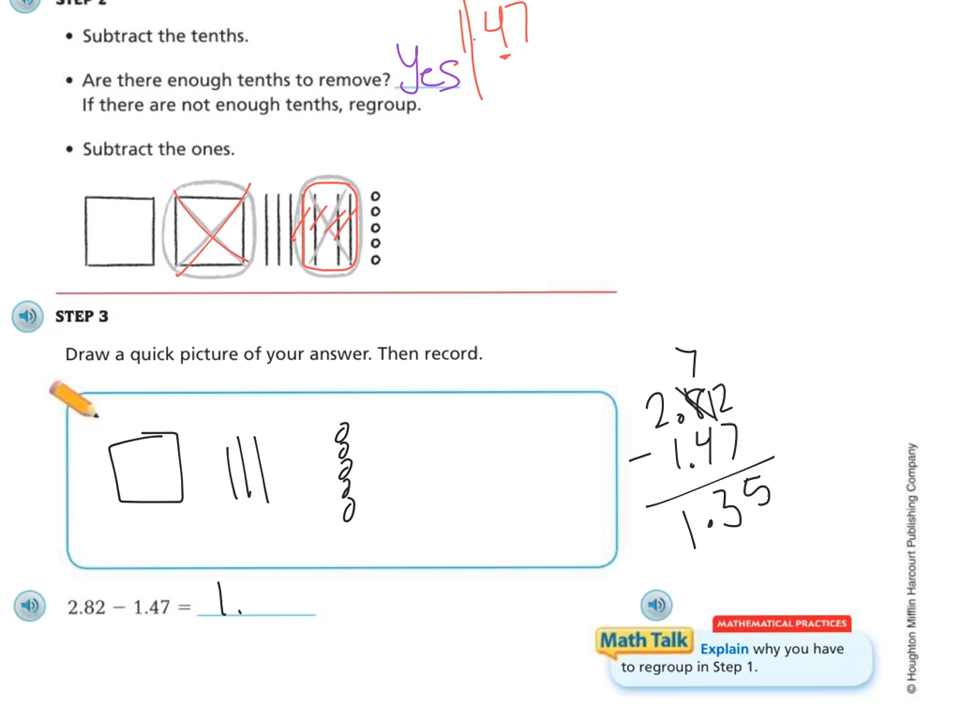 STEP 2
• Subtract the tenths.
1.47
• Are there enough tenths to remove? Yes
If there are not enough tenths, regroup.
• Subtract the ones.
STEP 3
Draw a quick picture of your answer. Then record.
7
2.812
− 1.47
1.35
2.82 − 1.47 = 1.
MATHEMATICAL PRACTICES
Math Talk
Explain why you have
to regroup in Step 1.
© Houghton Mifflin Harcourt Publishing Company